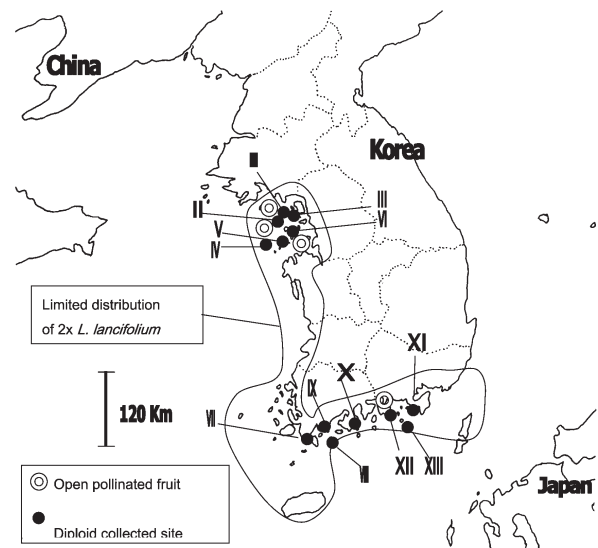 China
Korea
II
III
VI
V
IV
Limited distribution
of 2x L. lancifolium
XI
X
IX
120 Km
VII
XII
XIII
Open pollinated fruit
Japan
Diploid collected site